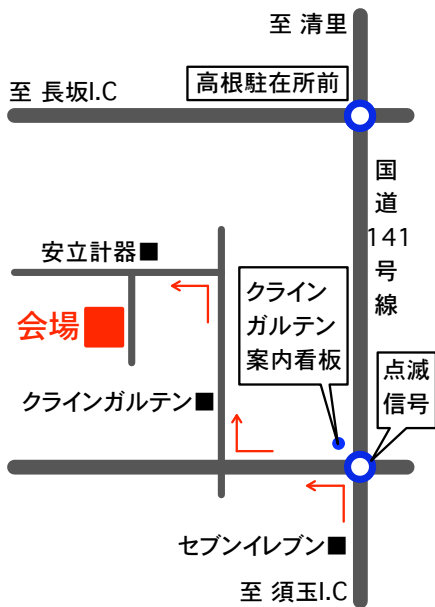 至 清里
高根駐在所前
至 長坂I.C
国
道
141
号
線
安立計器■
クライン
ガルテン
案内看板
会場
点滅
信号
クラインガルテン■
セブンイレブン■
至 須玉I.C